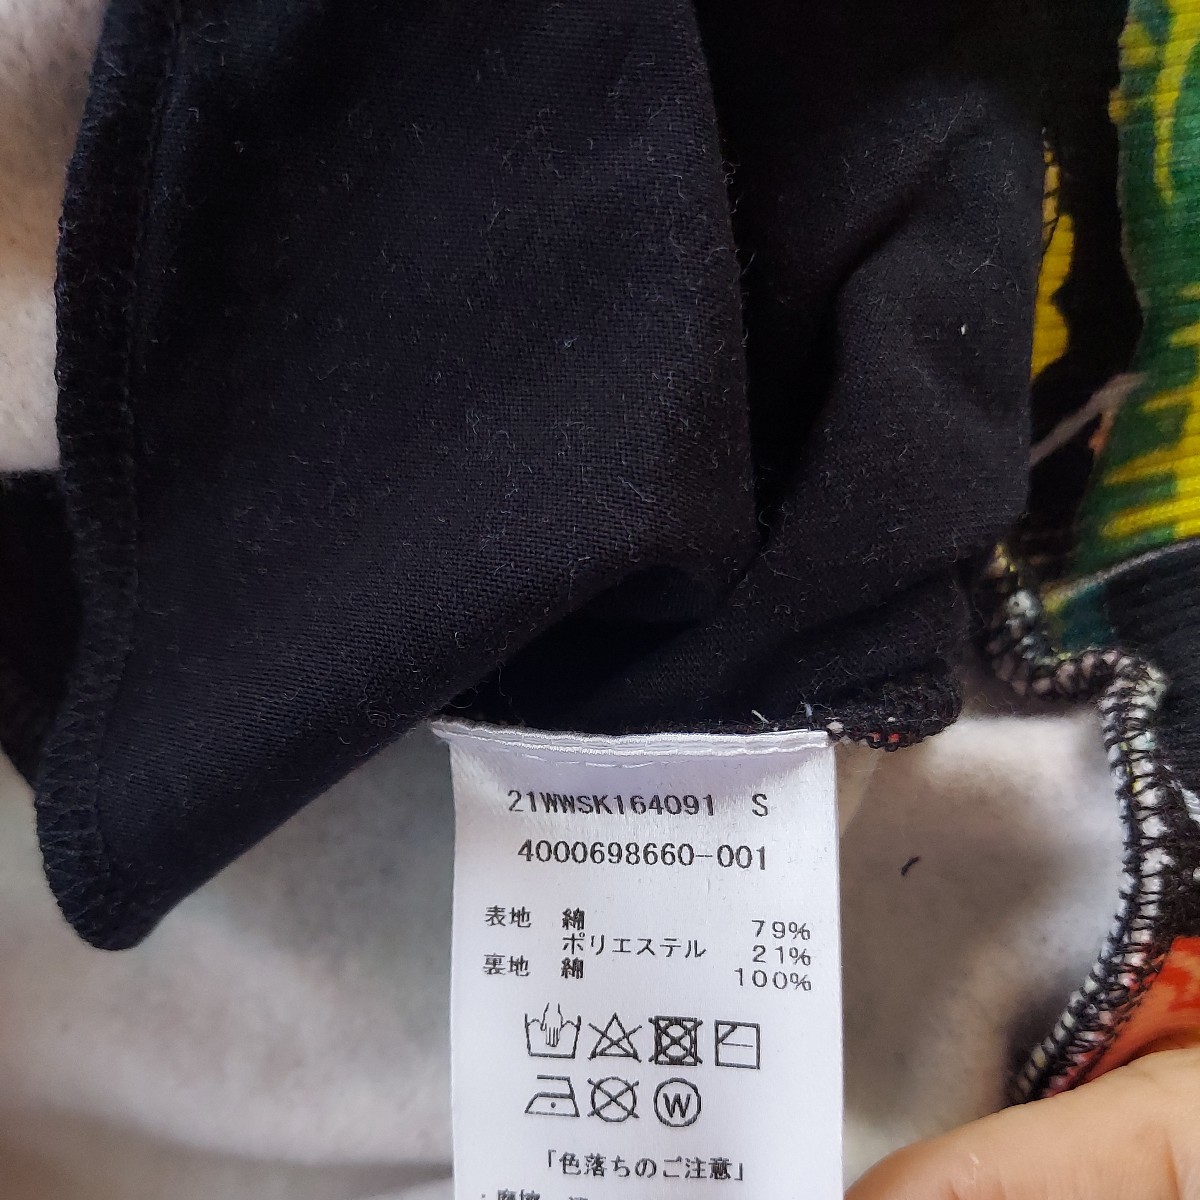 21WWSK164091 S
4000698660-001
表地 綿 79%
ポリエステル 21%
裏地 綿 100%
W
「色落ちのご注意」